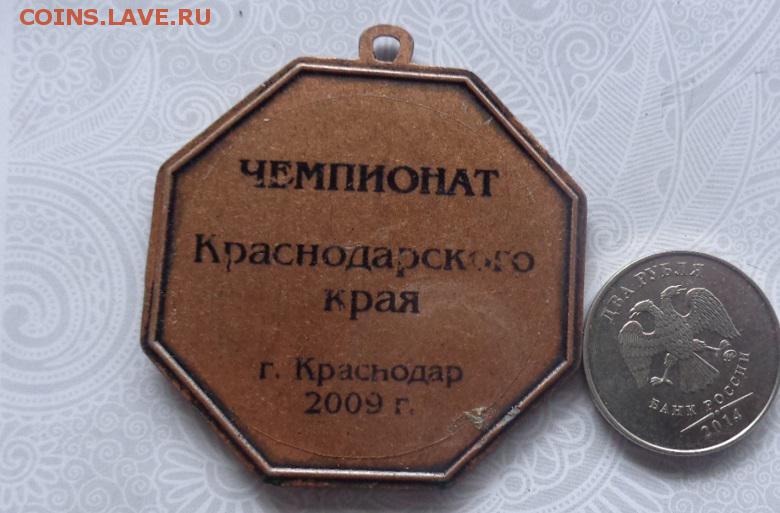 COINS.LAVE.RU
ЧЕМПИОНАТ
Краснодарского
края
г. Краснодар
2009 г.
ДВА РУБЛЯ
БАНК РОССИИ
2014